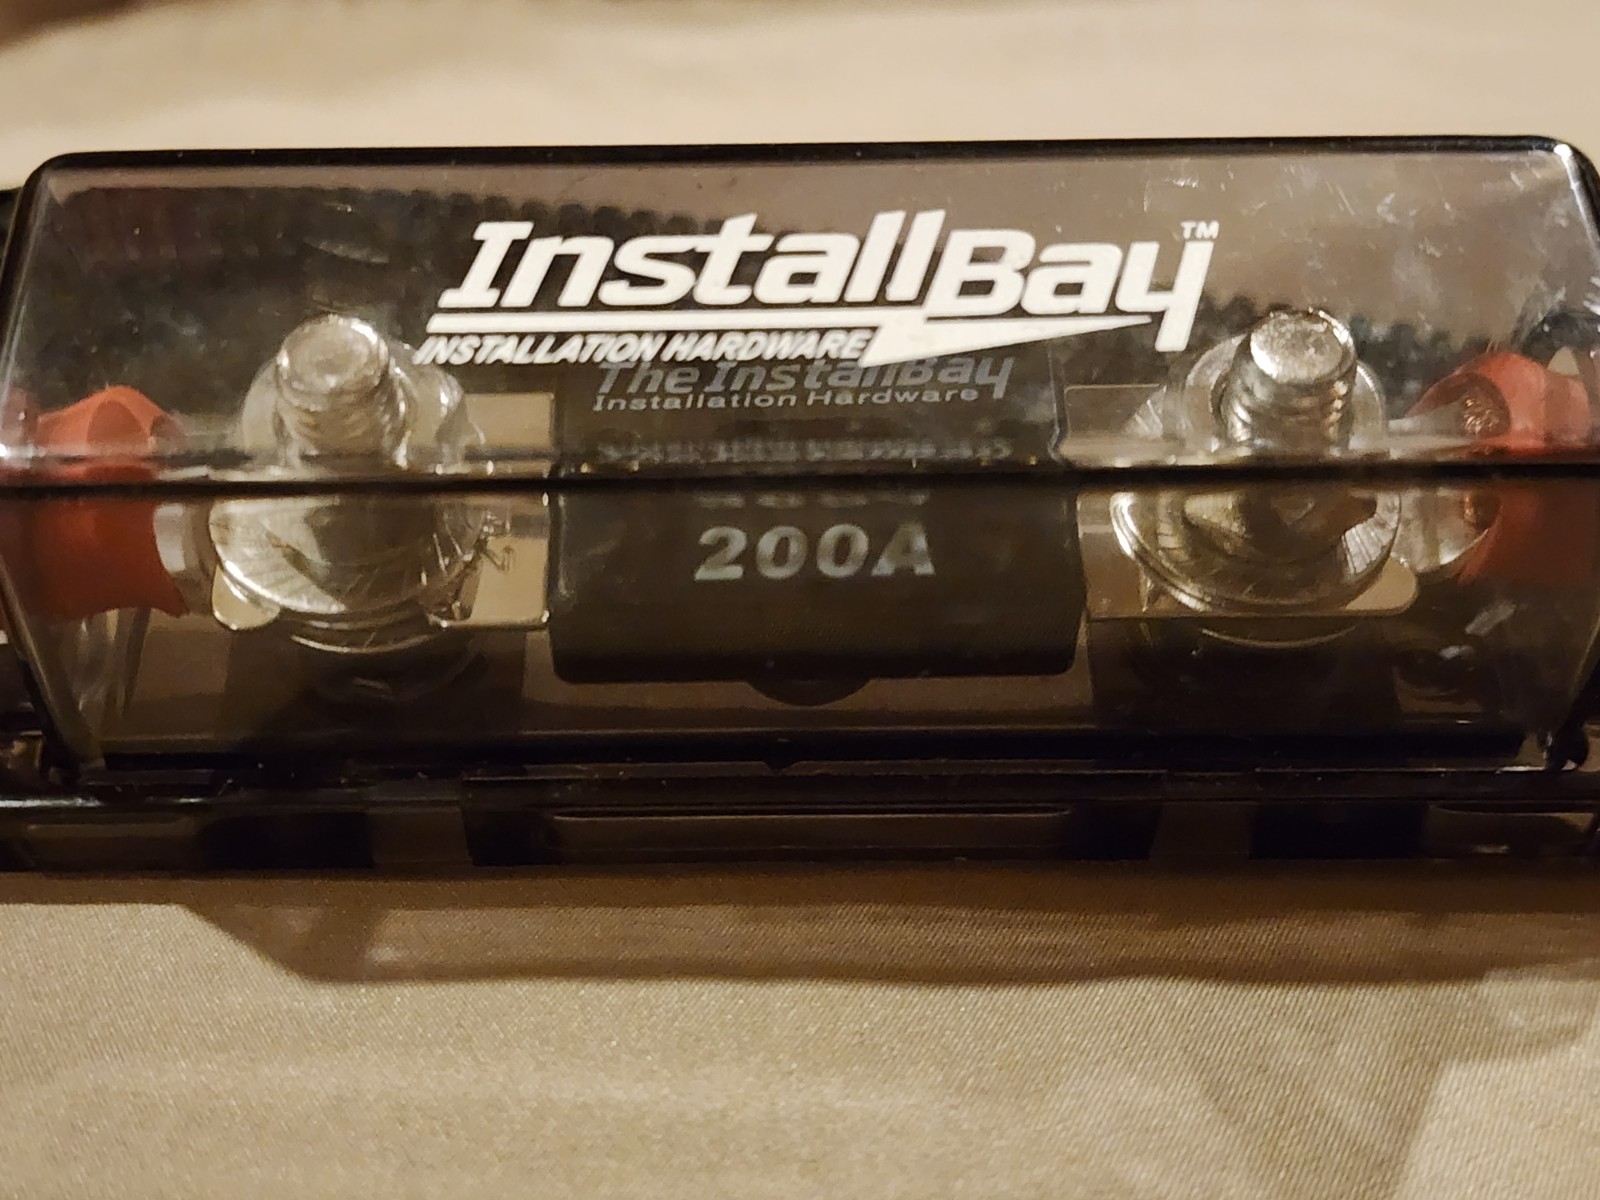 InstallBay™
INSTALLATION HARDWARE
The InstallBay
Installation Hardware
200A